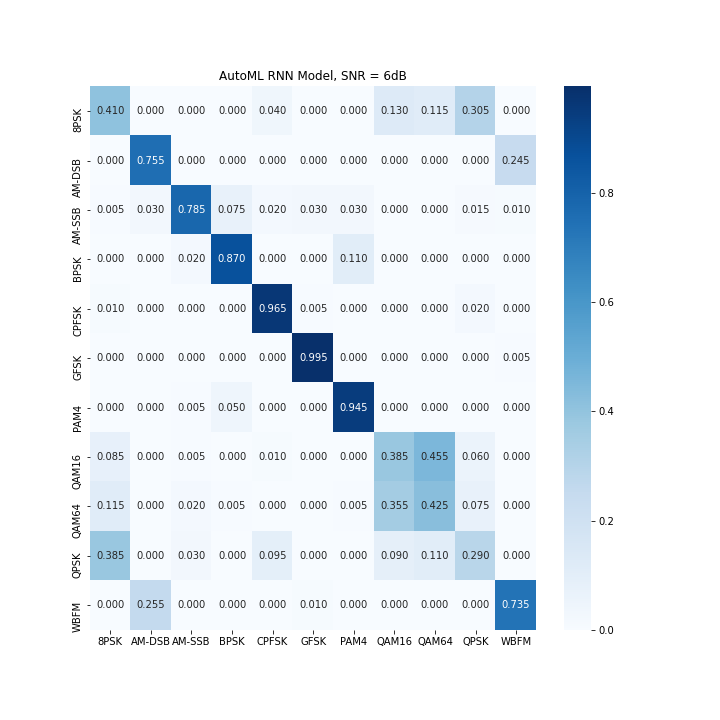 AutoML RNN Model, SNR = 6dB
8PSK 0.410 0.000 0.000 0.000 0.040 0.000 0.000 0.130 0.115 0.305 0.000
AM-DSB 0.000 0.755 0.000 0.000 0.000 0.000 0.000 0.000 0.000 0.000 0.245
AM-SSB 0.005 0.030 0.785 0.075 0.020 0.030 0.030 0.000 0.000 0.015 0.010
BPSK 0.000 0.000 0.020 0.870 0.000 0.000 0.110 0.000 0.000 0.000 0.000
CPFSK 0.010 0.000 0.000 0.000 0.965 0.005 0.000 0.000 0.000 0.020 0.000
GFSK 0.000 0.000 0.000 0.000 0.000 0.995 0.000 0.000 0.000 0.000 0.005
PAM4 0.000 0.000 0.005 0.050 0.000 0.000 0.945 0.000 0.000 0.000 0.000
QAM16 0.085 0.000 0.005 0.000 0.010 0.000 0.000 0.385 0.455 0.060 0.000
QAM64 0.115 0.000 0.020 0.005 0.000 0.000 0.005 0.355 0.425 0.075 0.000
QPSK 0.385 0.000 0.030 0.000 0.095 0.000 0.000 0.090 0.110 0.290 0.000
WBFM 0.000 0.255 0.000 0.000 0.000 0.010 0.000 0.000 0.000 0.000 0.735
8PSK AM-DSB AM-SSB BPSK CPFSK GFSK PAM4 QAM16 QAM64 QPSK WBFM
0.8
0.6
0.4
0.2
0.0